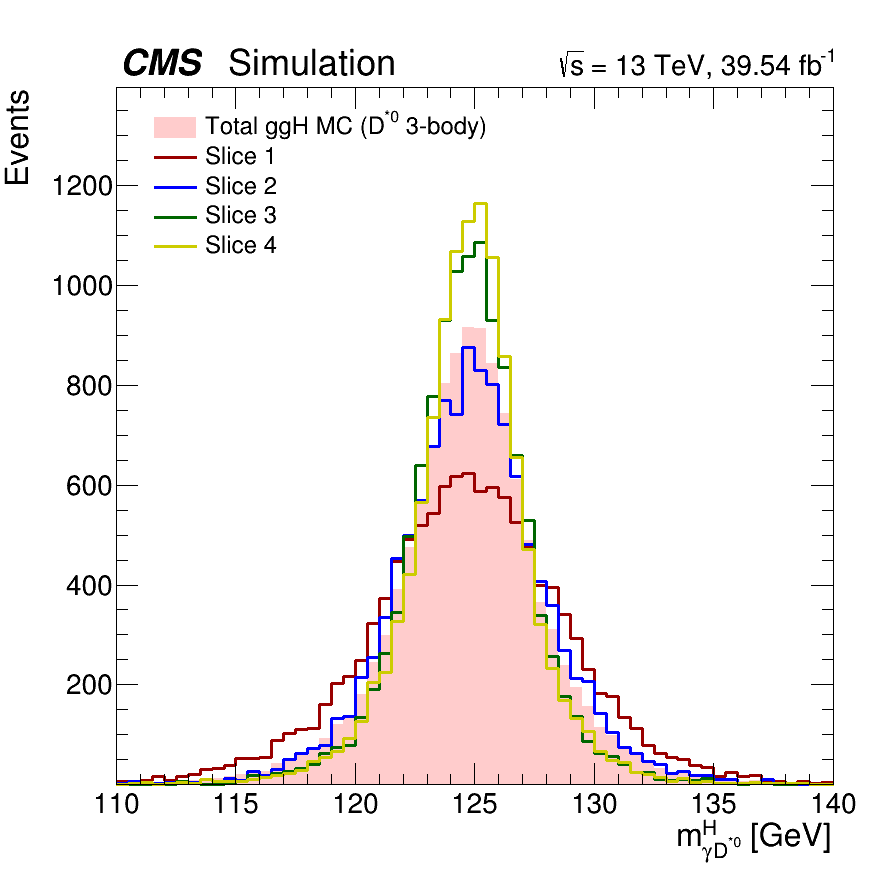 CMS Simulation
√s = 13 TeV, 39.54 fb⁻¹
Events
Total ggH MC (D*⁰ 3-body)
Slice 1
Slice 2
Slice 3
Slice 4
1200
1000
800
600
400
200
110 115 120 125 130 135 140
m^H_γD*⁰ [GeV]